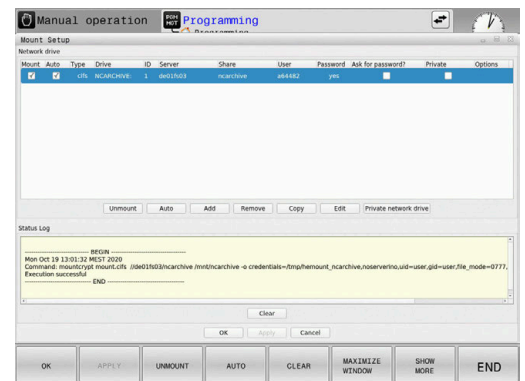 Manual operation
PGM
MGT
Programming
Programming
Mount Setup
Network drive
Mount Auto Type Drive ID Server Share User Password Ask for password? Private Options
cifs NCARCHIVE: 1 de01fs03 ncarchive a64482 yes
Unmount Auto Add Remove Copy Edit Private network drive
Status Log
---------------------- BEGIN ----------------------
Mon Oct 19 13:01:32 MEST 2020
Command: mountcrypt mount.cifs //de01fs03/ncarchive /mnt/ncarchive -o credentials=/tmp/hemount_ncarchive,noserverino,uid=user,gid=user,file_mode=0777,
Execution successful
---------------------- END ----------------------
Clear
OK Apply Cancel
OK APPLY UNMOUNT AUTO CLEAR MAXIMIZE WINDOW SHOW MORE END